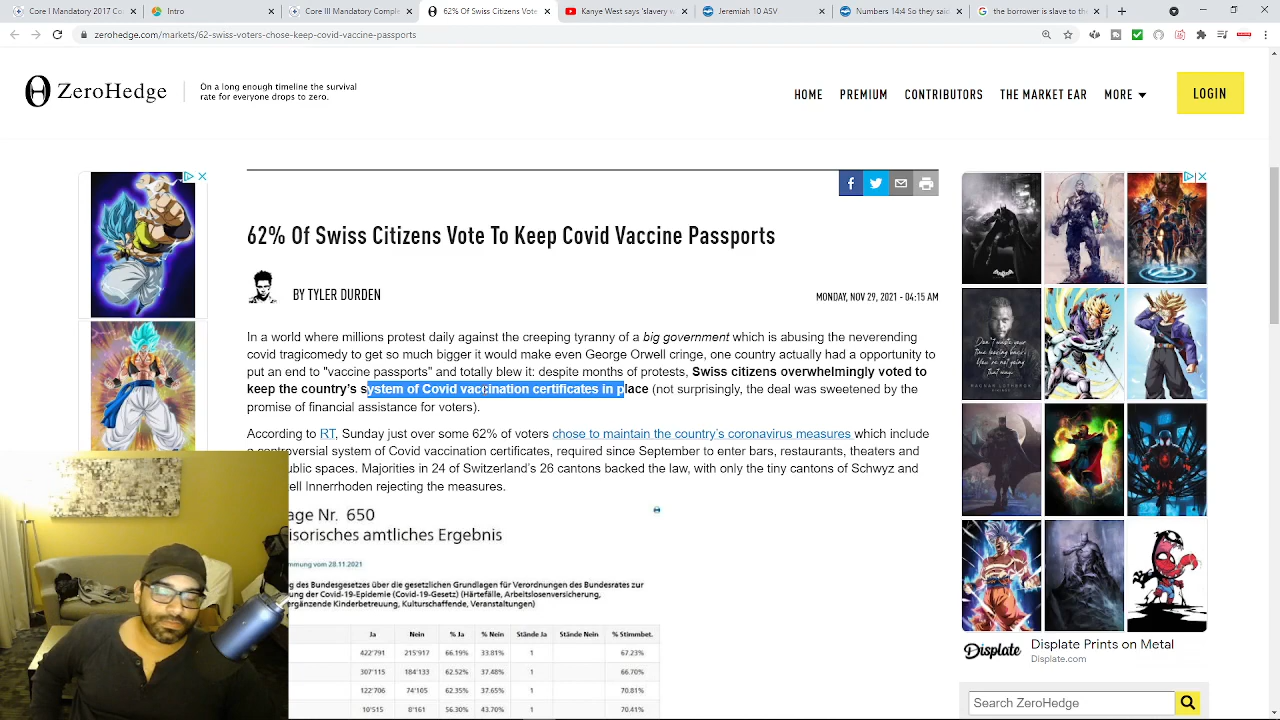 Core I Mandatory 2017 Co
Intro
Core III Mandatory Compon
62% Of Swiss Citizens Vote
Kanye West says 'slavery w
Jeremiah 10 ASV
Numbers 14:4 So they said
The borrower is slave to the
zerohedge.com/markets/62-swiss-voters-chose-keep-covid-vaccine-passports
ZeroHedge
On a long enough timeline the survival
rate for everyone drops to zero.
HOME PREMIUM CONTRIBUTORS THE MARKET EAR MORE
LOGIN
62% Of Swiss Citizens Vote To Keep Covid Vaccine Passports
BY TYLER DURDEN
MONDAY, NOV 29, 2021 - 04:15 AM
In a world where millions protest daily against the creeping tyranny of a big government which is abusing the neverending
covid tragicomedy to get so much bigger it would make even George Orwell cringe, one country actually had a opportunity to
put an end to "vaccine passports" and totally blew it: despite months of protests, Swiss citizens overwhelmingly voted to
keep the country's system of Covid vaccination certificates in place (not surprisingly, the deal was sweetened by the
promise of financial assistance for voters).
According to RT, Sunday just over some 62% of voters chose to maintain the country's coronavirus measures which include
a controversial system of Covid vaccination certificates, required since September to enter bars, restaurants, theaters and
public spaces. Majorities in 24 of Switzerland's 26 cantons backed the law, with only the tiny cantons of Schwyz and
ell Innerrhoden rejecting the measures.
age Nr. 650
isorisches amtliches Ergebnis
mmung vom 28.11.2021
ng des Bundesgesetzes über die gesetzlichen Grundlagen für Verordnungen des Bundesrates zur
ung der Covid-19-Epidemie (Covid-19-Gesetz) (Härtefälle, Arbeitslosenversicherung,
ergänzende Kinderbetreuung, Kulturschaffende, Veranstaltungen)
Ja Nein % Ja % Nein Stände Ja Stände Nein % Stimmbet.
422'791 215'917 66.19% 33.81% 1 67.23%
307'115 184'133 62.52% 37.48% 1 66.70%
122'706 74'105 62.35% 37.65% 1 70.81%
10'515 8'161 56.30% 43.70% 1 70.41%
Displate
Displate Prints on Metal
Displate.com
Search ZeroHedge